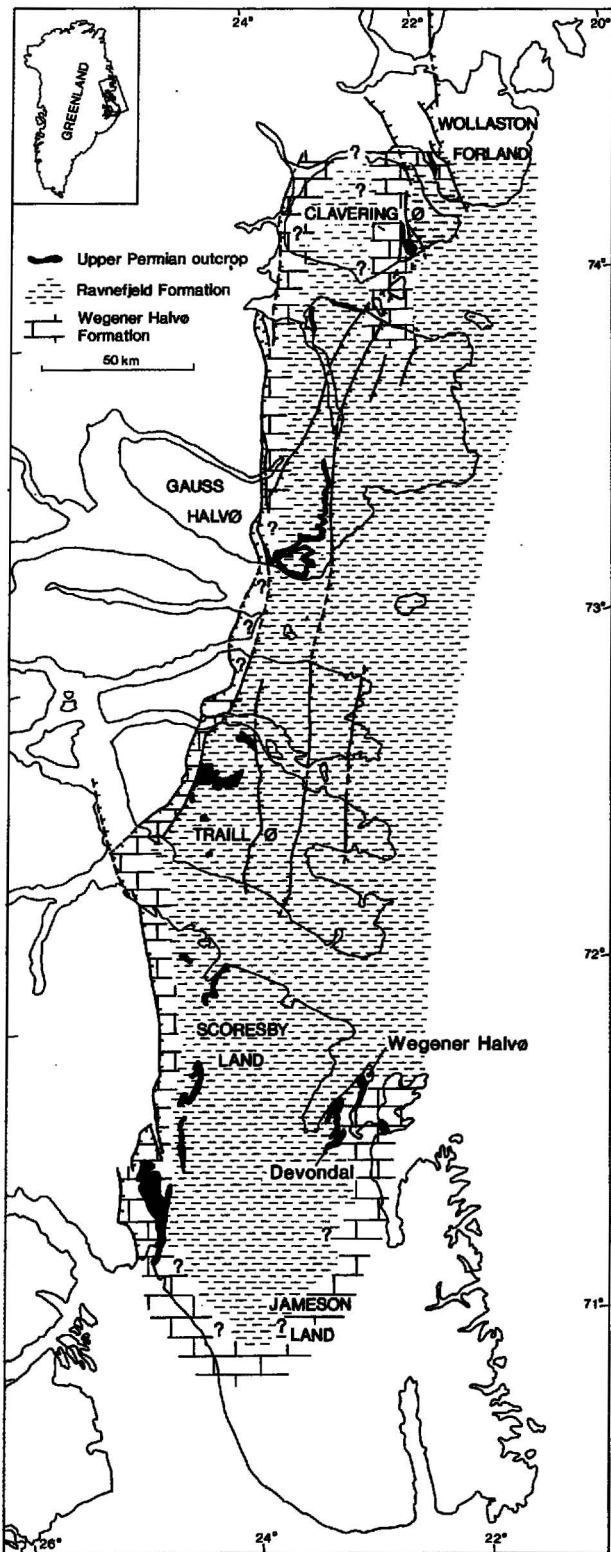 24°
22°
20°
GREENLAND
WOLLASTON
FORLAND
?
?
CLAVERING Ø
?
?
?
74°
Upper Permian outcrop
Ravnefjeld Formation
Wegener Halvø
Formation
50 km
GAUSS
HALVØ
?
73°
?
?
?
TRAILL Ø
72°
SCORESBY
LAND
Wegener Halvø
Devondal
?
?
71°
JAMESON
LAND
?
?
26°
24°
22°